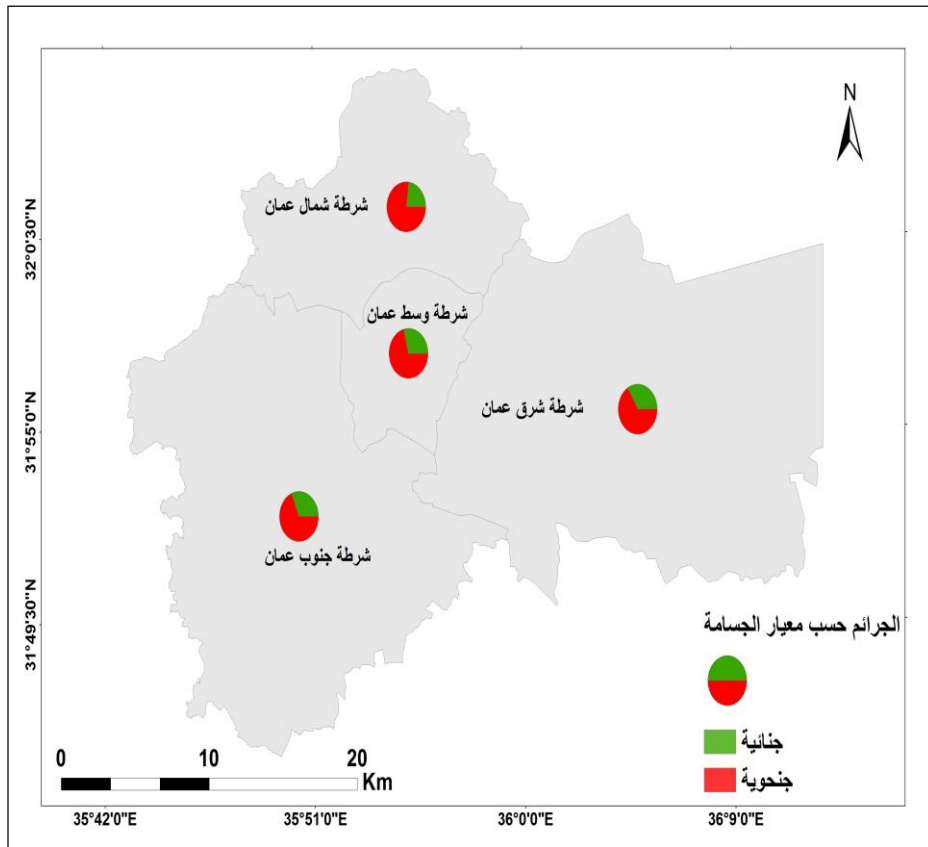 N
شرطة شمال عمان
شرطة وسط عمان
شرطة شرق عمان
شرطة جنوب عمان
32°0'30"N
31°55'0"N
31°49'30"N
الجرائم حسب معيار الجسامة
جنائية
جنحوية
0 10 20
Km
35°42'0"E 35°51'0"E 36°0'0"E 36°9'0"E